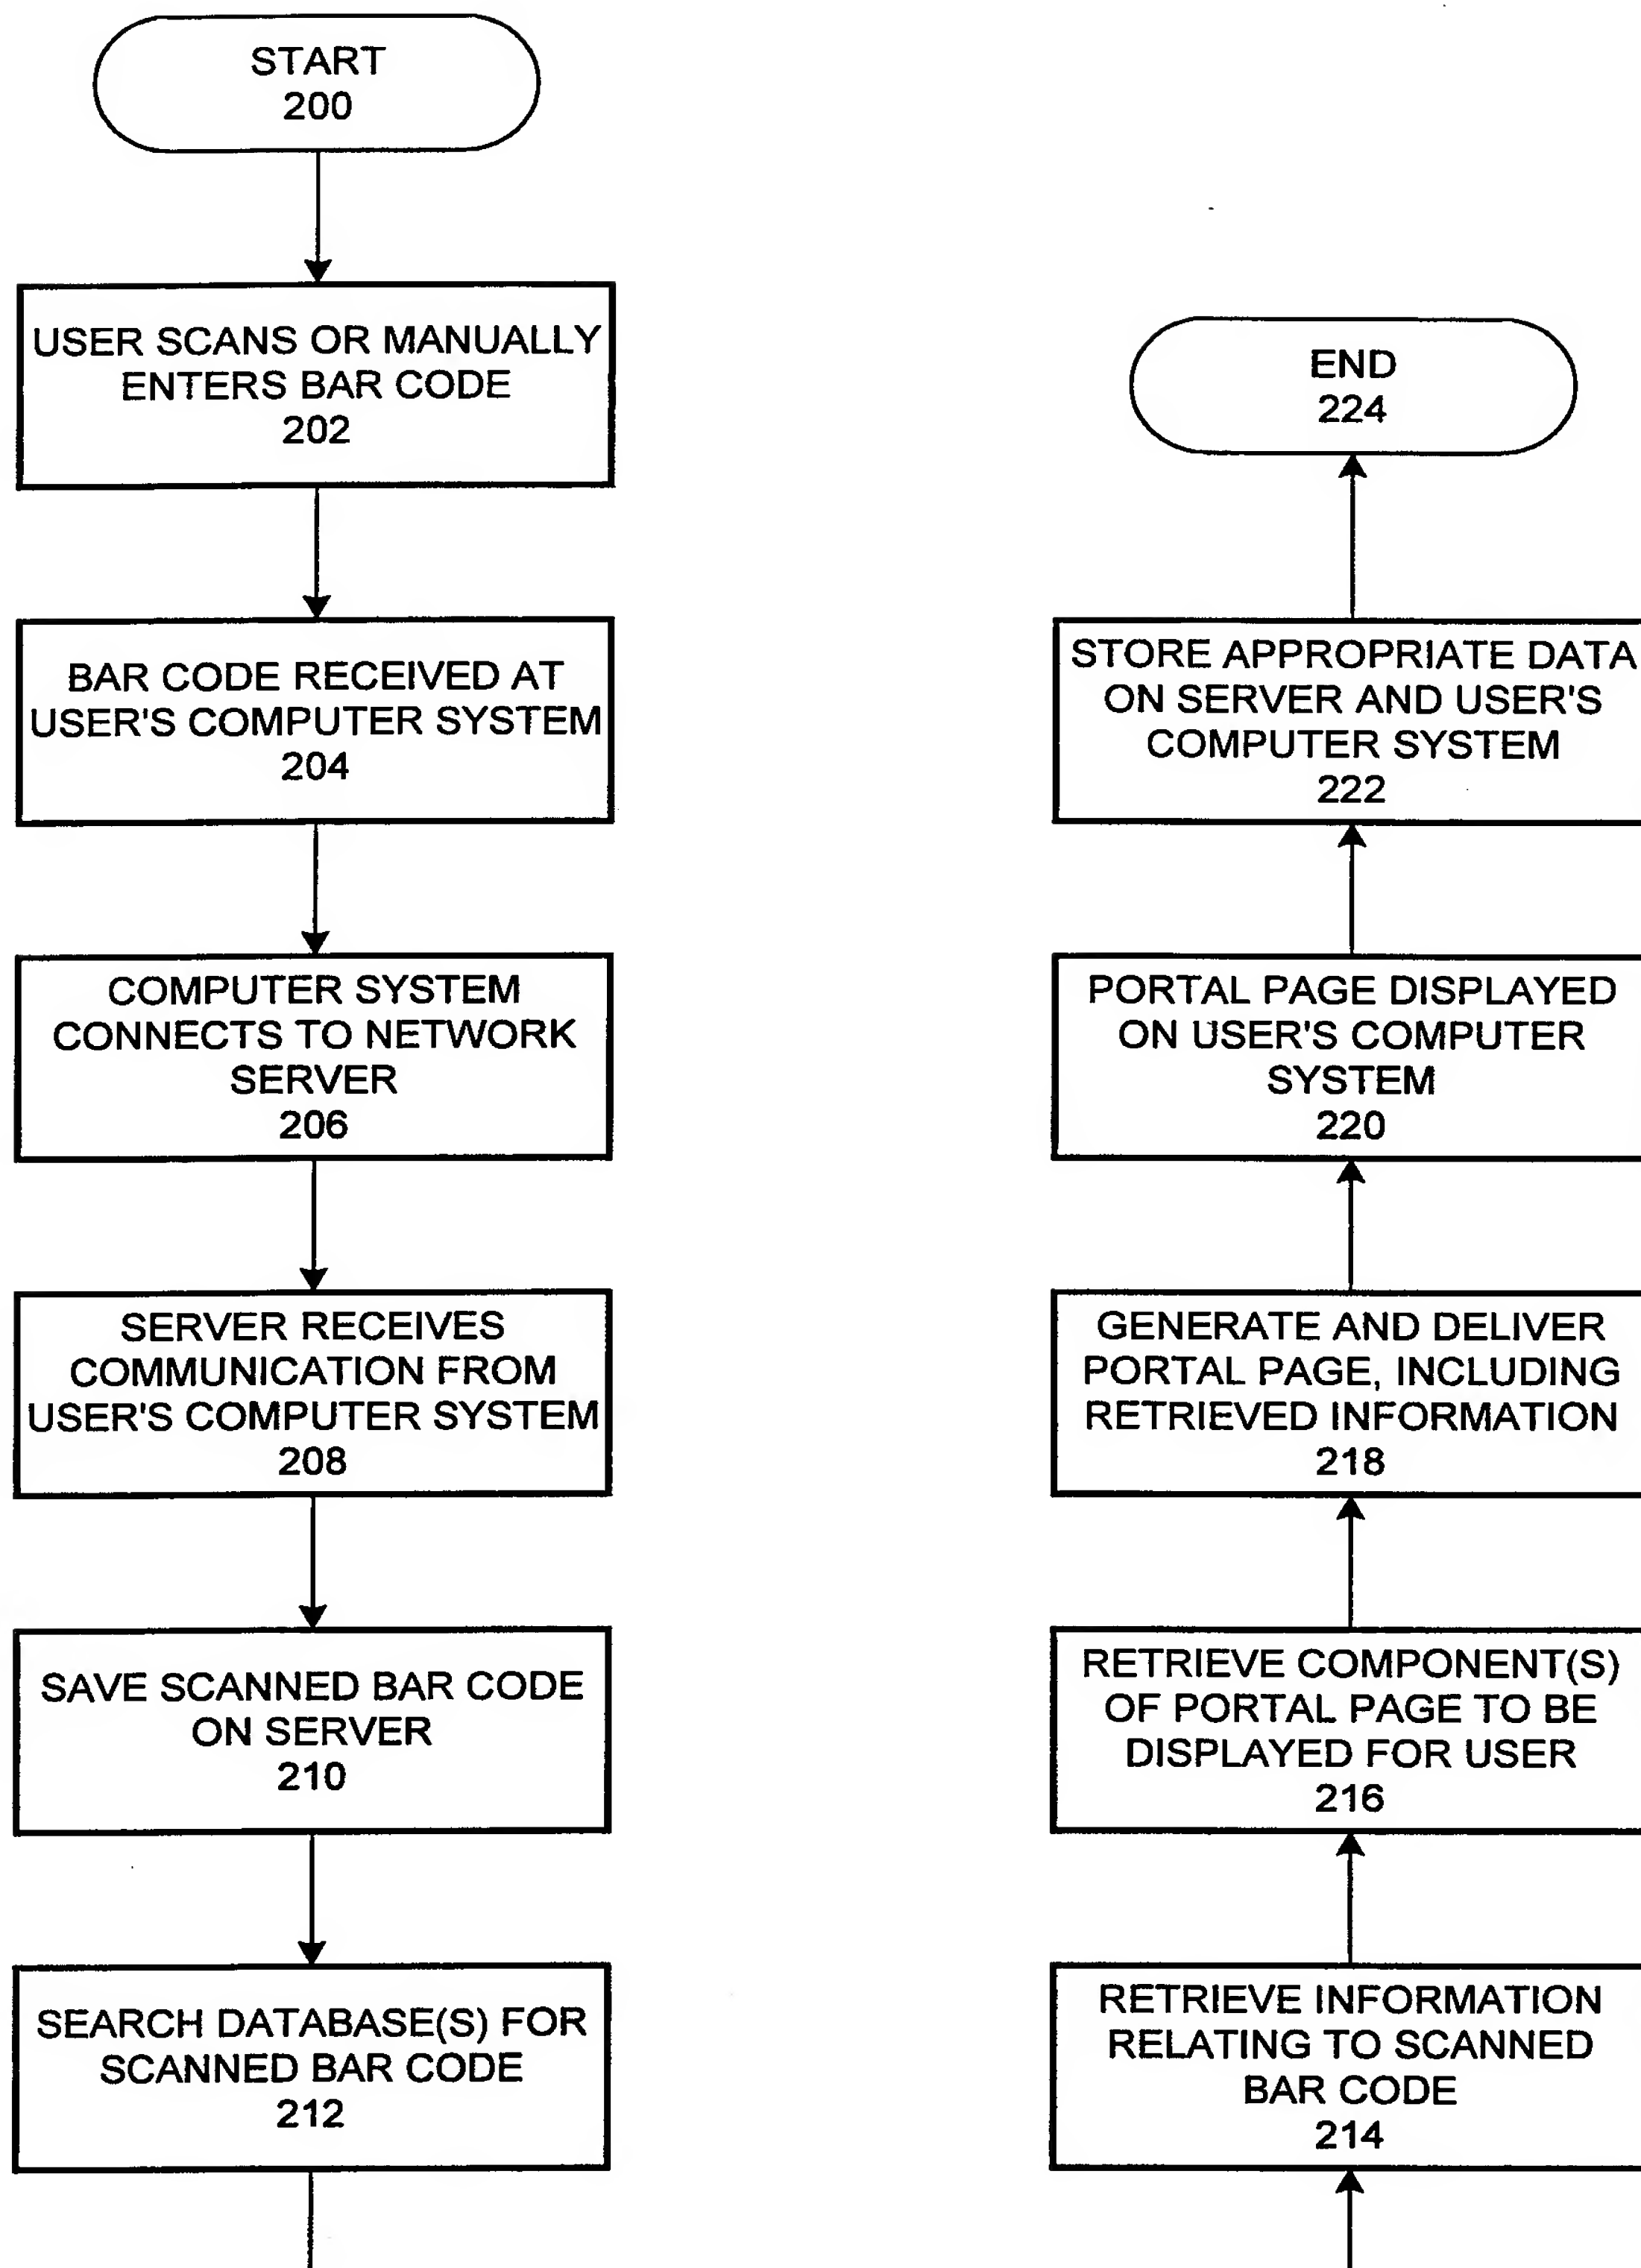 START
200
USER SCANS OR MANUALLY
ENTERS BAR CODE
202
BAR CODE RECEIVED AT
USER'S COMPUTER SYSTEM
204
COMPUTER SYSTEM
CONNECTS TO NETWORK
SERVER
206
SERVER RECEIVES
COMMUNICATION FROM
USER'S COMPUTER SYSTEM
208
SAVE SCANNED BAR CODE
ON SERVER
210
SEARCH DATABASE(S) FOR
SCANNED BAR CODE
212
RETRIEVE INFORMATION
RELATING TO SCANNED
BAR CODE
214
RETRIEVE COMPONENT(S)
OF PORTAL PAGE TO BE
DISPLAYED FOR USER
216
GENERATE AND DELIVER
PORTAL PAGE, INCLUDING
RETRIEVED INFORMATION
218
PORTAL PAGE DISPLAYED
ON USER'S COMPUTER
SYSTEM
220
STORE APPROPRIATE DATA
ON SERVER AND USER'S
COMPUTER SYSTEM
222
END
224